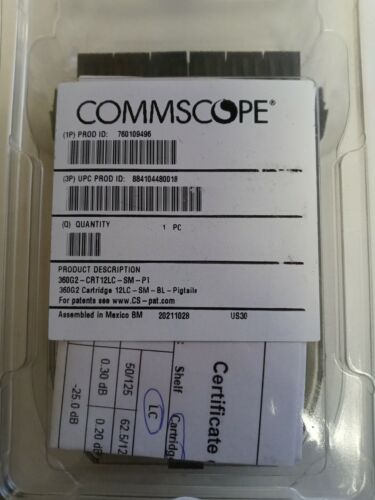 COMMSCOPE®
(1P) PROD ID: 760109496
(3P) UPC PROD ID: 884104480018
(Q) QUANTITY 1 PC
PRODUCT DESCRIPTION
360G2-CRT12LC-SM-P1
360G2 Cartridge 12LC-SM-BL-Pigtails
For patents see www.CS-pat.com
Assembled in Mexico BM 20211028 US30
Certificate
Shelf Cartridge
LC
50/125 62.5/12
0.30 dB 0.20 dB
-25.0 dB